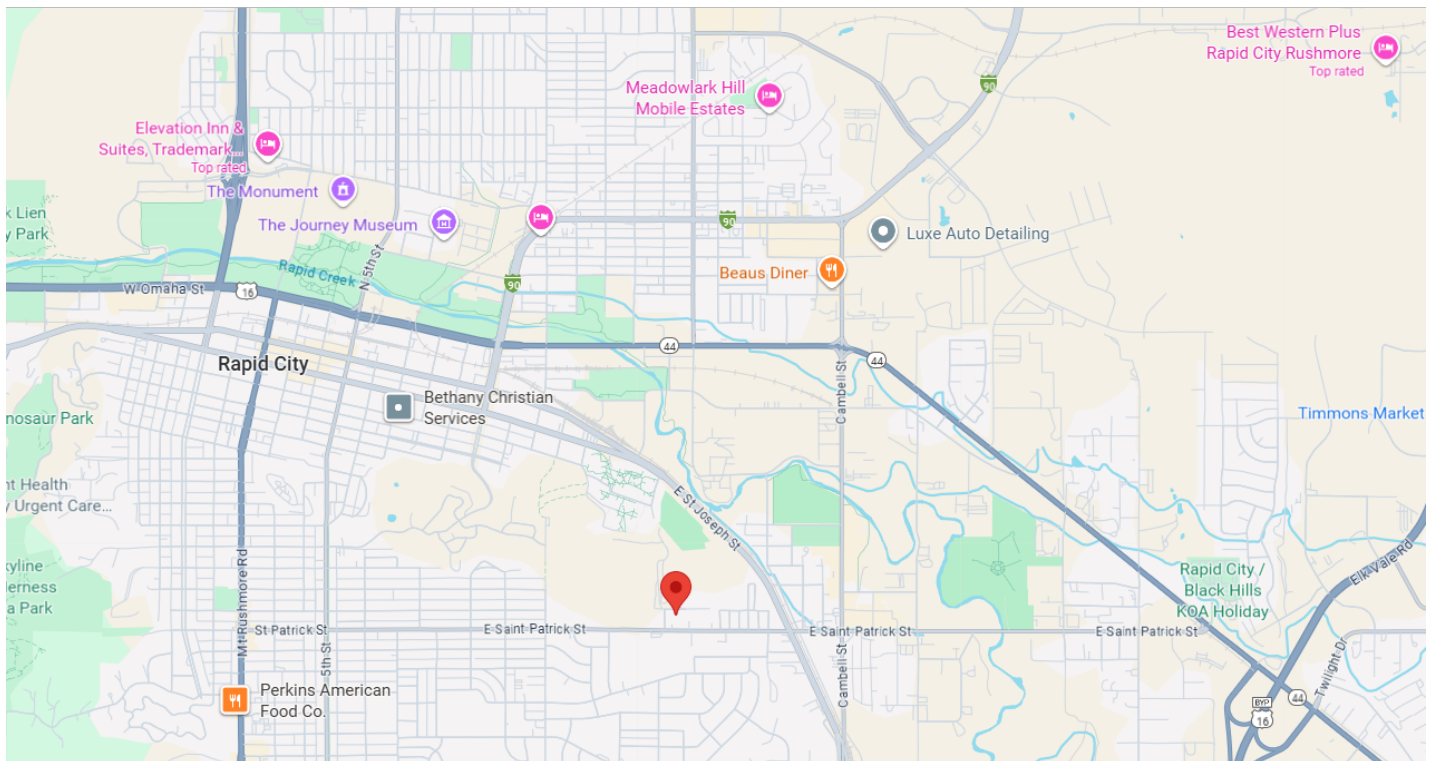 Best Western Plus
Rapid City Rushmore
Top rated
90
Meadowlark Hill
Mobile Estates
Elevation Inn &
Suites, Trademark...
Top rated
The Monument
k Lien
y Park
The Journey Museum
90
Luxe Auto Detailing
N 5th St
Rapid Creek
Beaus Diner
90
W Omaha St
16
44
44
Rapid City
Cambell St
Bethany Christian
Services
nosaur Park
Timmons Market
nt Health
y Urgent Care...
E St Joseph St
Mt Rushmore Rd
Elk Vale Rd
kyline
derness
a Park
Rapid City /
Black Hills
KOA Holiday
St Patrick St
E Saint Patrick St
E Saint Patrick St
E Saint Patrick St
5th St
Cambell St
Twilight Dr
Perkins American
Food Co.
44
BYP
16